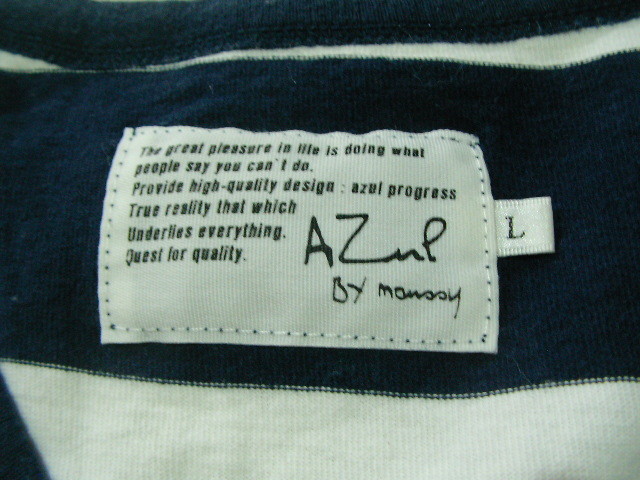 The great pleasure in life is doing what
people say you can't do.
Provide high-quality design : azul progress
True reality that which
Underlies everything.
Quest for quality.
AZul
BY moussy
L